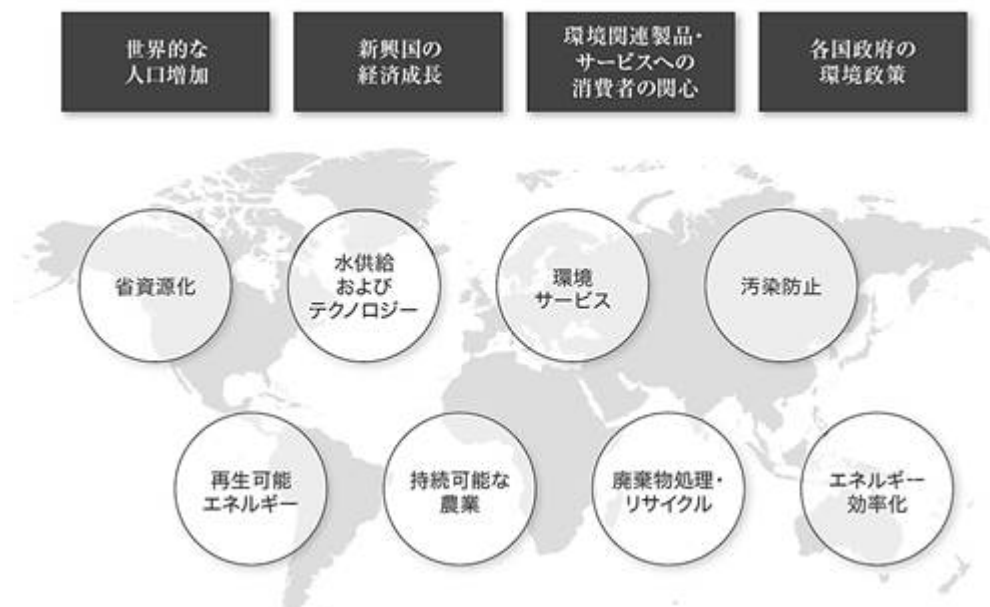 世界的な
人口増加
新興国の
経済成長
環境関連製品・
サービスへの
消費者の関心
各国政府の
環境政策
省資源化
水供給
および
テクノロジー
環境
サービス
汚染防止
再生可能
エネルギー
持続可能な
農業
廃棄物処理・
リサイクル
エネルギー
効率化